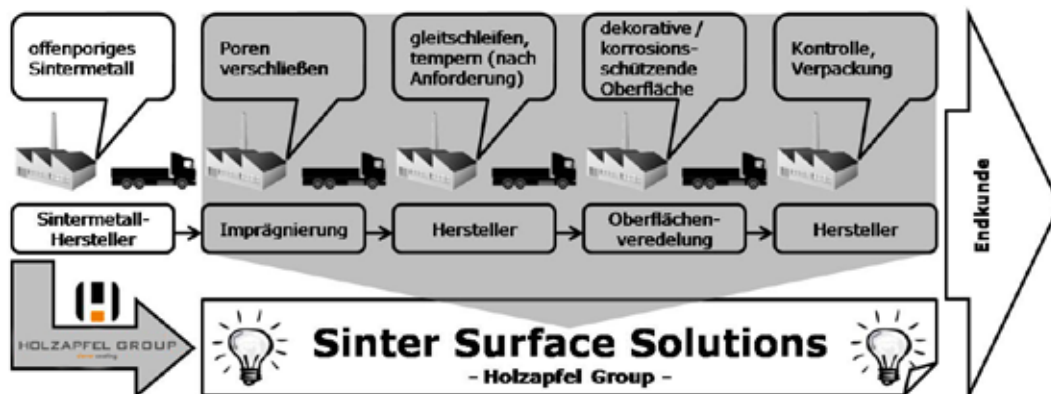 offenporiges
Sintermetall
Poren
verschließen
gleitschleifen,
tempern (nach
Anforderung)
dekorative /
korrosions-
schützende
Oberfläche
Kontrolle,
Verpackung
Sintermetall-
Hersteller
Imprägnierung
Hersteller
Oberflächen-
veredelung
Hersteller
Endkunde
HOLZAPFEL GROUP
Sinter Surface Solutions
- Holzapfel Group -